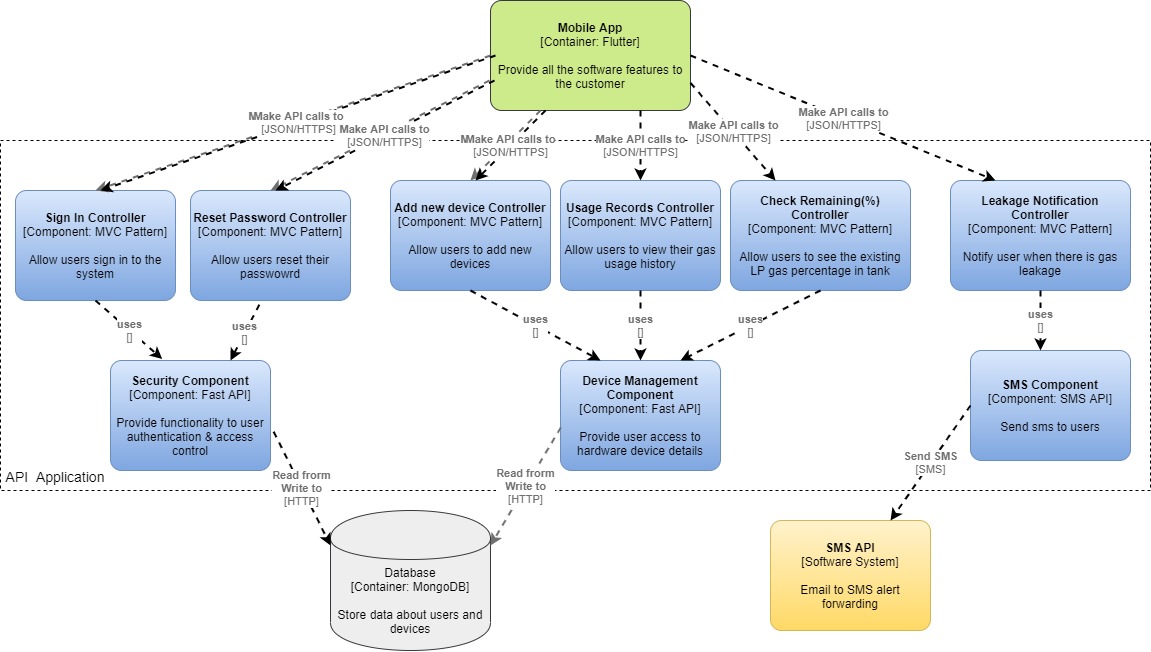 Mobile App
[Container: Flutter]
Provide all the software features to
the customer
Make API calls to
[JSON/HTTPS]
Make API calls to
[JSON/HTTPS]
Make API calls to
[JSON/HTTPS]
Make API calls to
[JSON/HTTPS]
Make API calls to
[JSON/HTTPS]
Make API calls to
[JSON/HTTPS]
Sign In Controller
[Component: MVC Pattern]
Allow users sign in to the
system
Reset Password Controller
[Component: MVC Pattern]
Allow users reset their
passwowrd
Add new device Controller
[Component: MVC Pattern]
Allow users to add new
devices
Usage Records Controller
[Component: MVC Pattern]
Allow users to view their gas
usage history
Check Remaining(%)
Controller
[Component: MVC Pattern]
Allow users to see the existing
LP gas percentage in tank
Leakage Notification
Controller
[Component: MVC Pattern]
Notify user when there is gas
leakage
uses
[]
uses
[]
uses
[]
uses
[]
uses
[]
uses
[]
Security Component
[Component: Fast API]
Provide functionality to user
authentication & access
control
Device Management
Component
[Component: Fast API]
Provide user access to
hardware device details
SMS Component
[Component: SMS API]
Send sms to users
API Application
Read frorm
Write to
[HTTP]
Read frorm
Write to
[HTTP]
Send SMS
[SMS]
Database
[Container: MongoDB]
Store data about users and
devices
SMS API
[Software System]
Email to SMS alert
forwarding